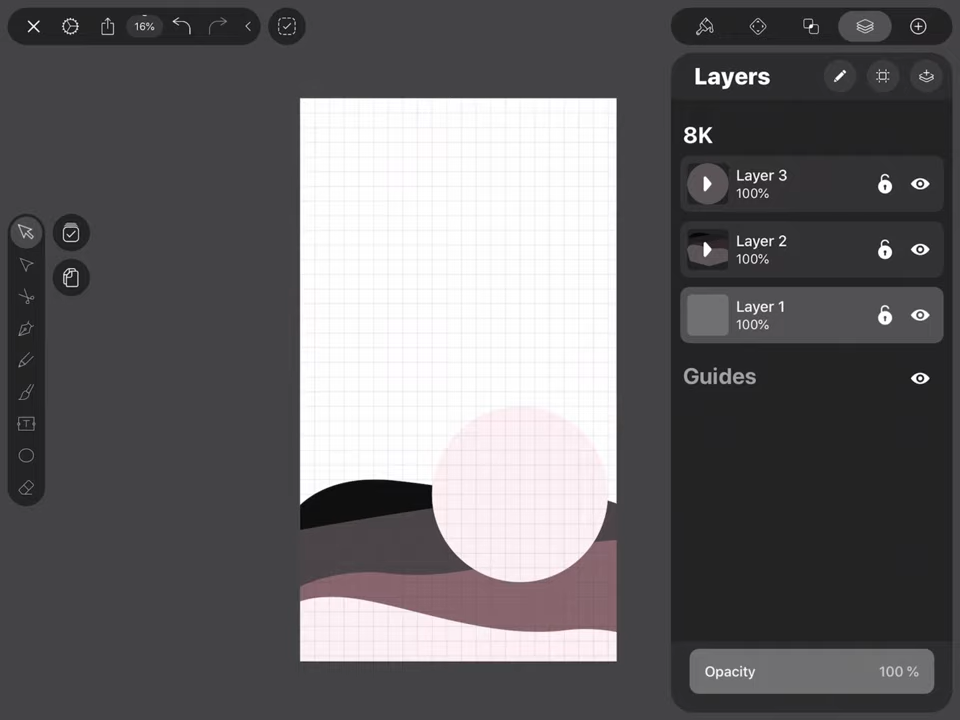 16%
Layers
8K
Layer 3
100%
Layer 2
100%
Layer 1
100%
Guides
T
Opacity 100 %